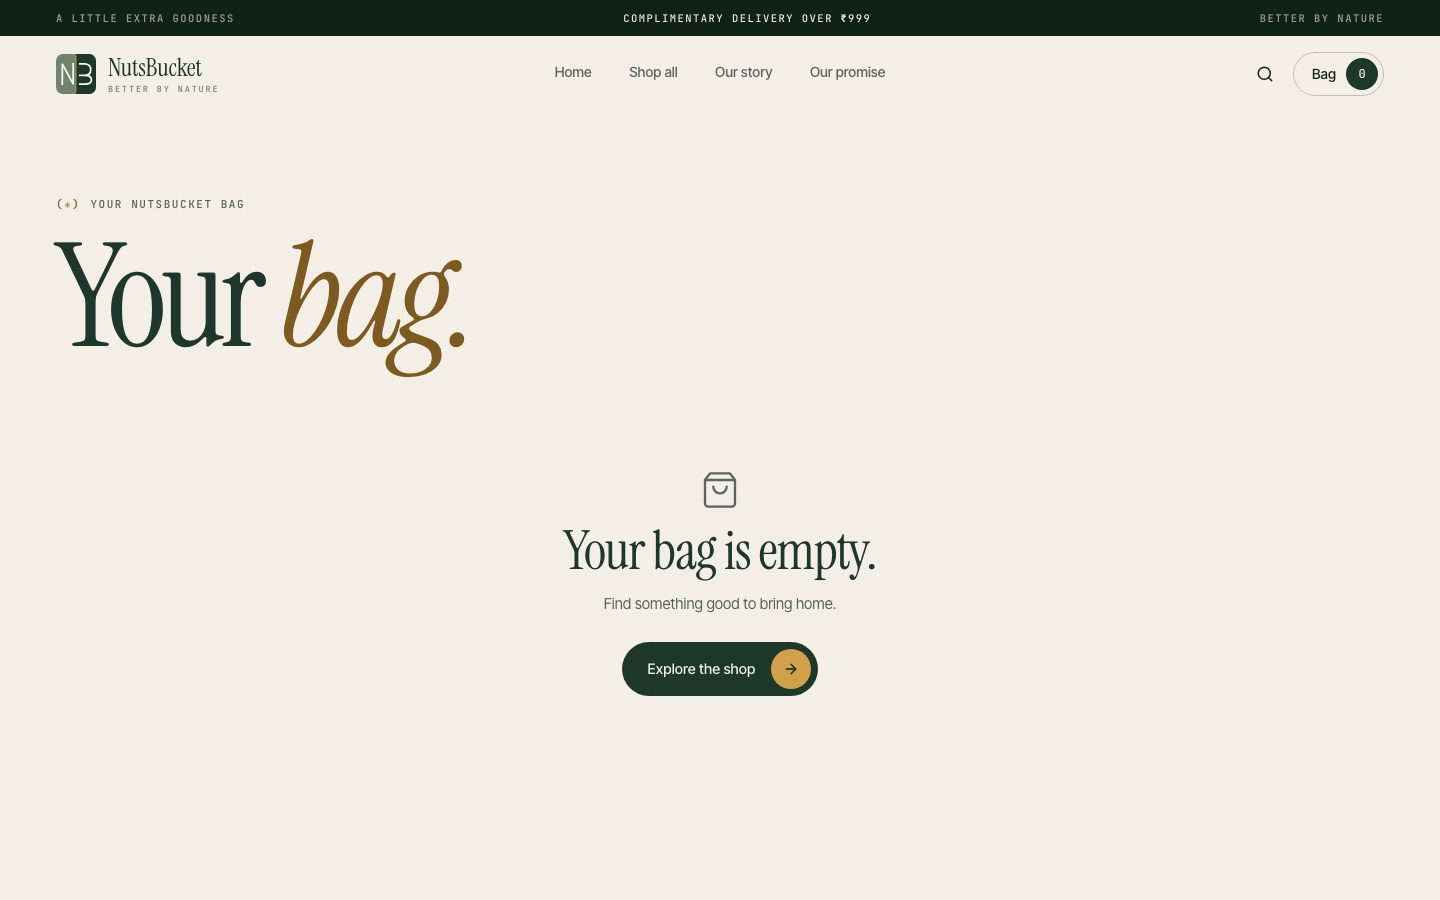 A LITTLE EXTRA GOODNESS
COMPLIMENTARY DELIVERY OVER ₹999
BETTER BY NATURE
NB
NutsBucket
BETTER BY NATURE
Home
Shop all
Our story
Our promise
Bag
0
(*) YOUR NUTSBUCKET BAG
Your bag.
Your bag is empty.
Find something good to bring home.
Explore the shop